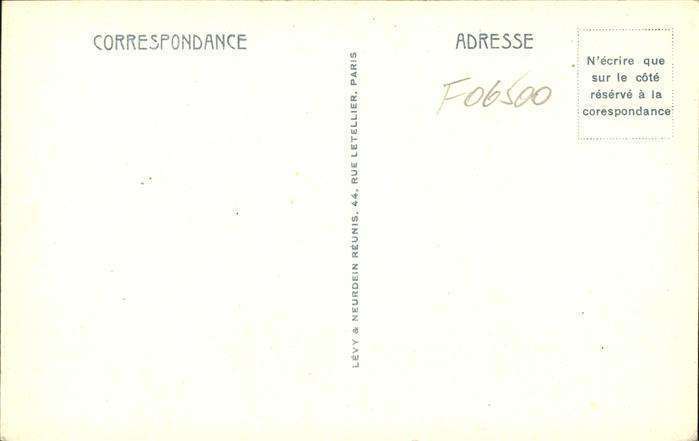 CORRESPONDANCE
LÉVY & NEURDEIN RÉUNIS, 44, RUE LETELLIER, PARIS
ADRESSE
F06500
N'écrire que
sur le côté
réservé à la
corespondance